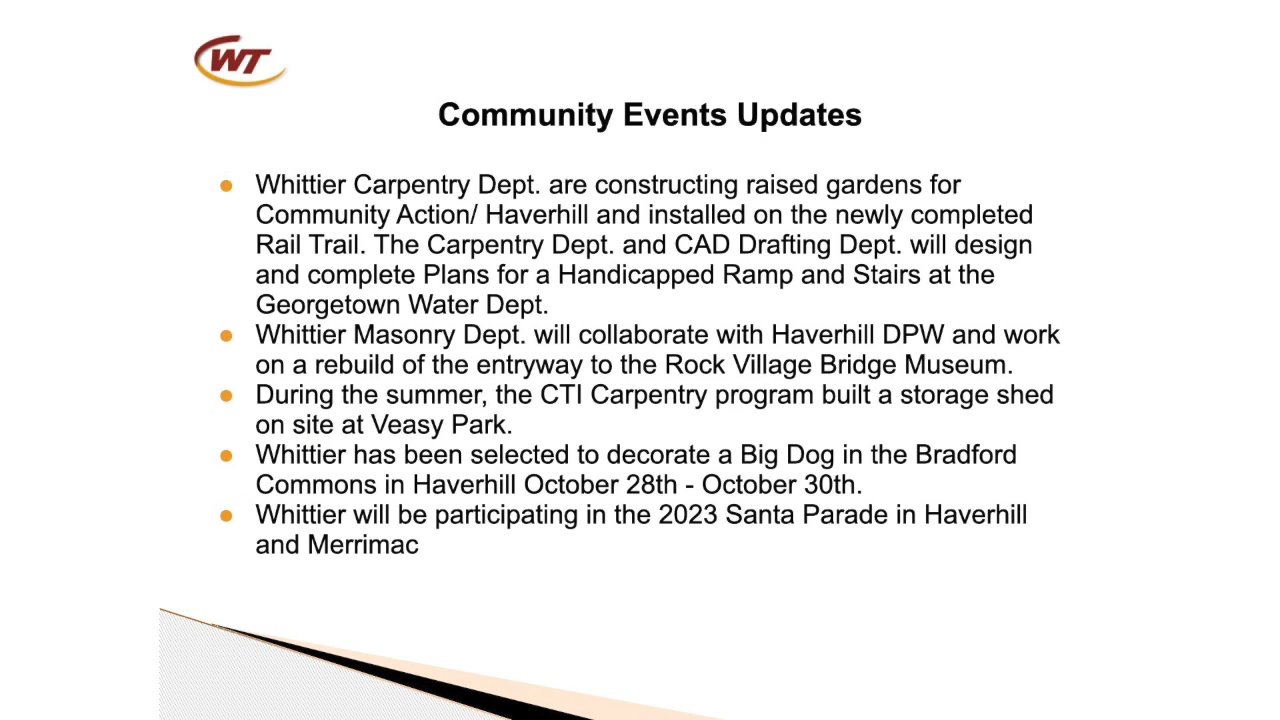 WT
Community Events Updates
● Whittier Carpentry Dept. are constructing raised gardens for
Community Action/ Haverhill and installed on the newly completed
Rail Trail. The Carpentry Dept. and CAD Drafting Dept. will design
and complete Plans for a Handicapped Ramp and Stairs at the
Georgetown Water Dept.
● Whittier Masonry Dept. will collaborate with Haverhill DPW and work
on a rebuild of the entryway to the Rock Village Bridge Museum.
● During the summer, the CTI Carpentry program built a storage shed
on site at Veasy Park.
● Whittier has been selected to decorate a Big Dog in the Bradford
Commons in Haverhill October 28th - October 30th.
● Whittier will be participating in the 2023 Santa Parade in Haverhill
and Merrimac